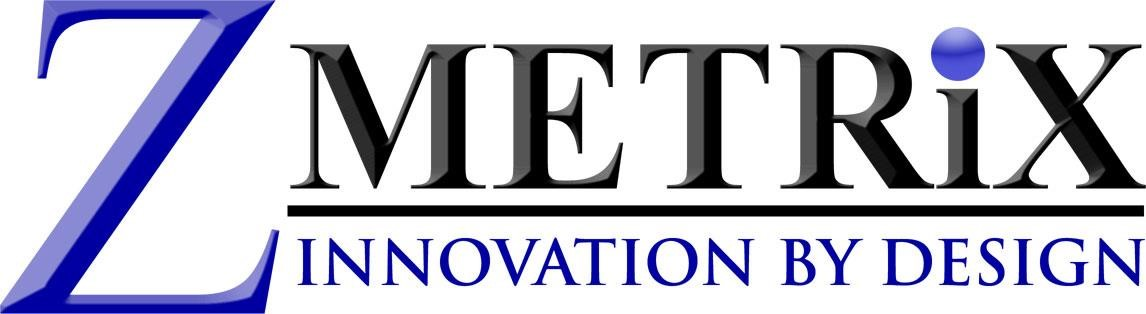 ZMETRiX
INNOVATION BY DESIGN